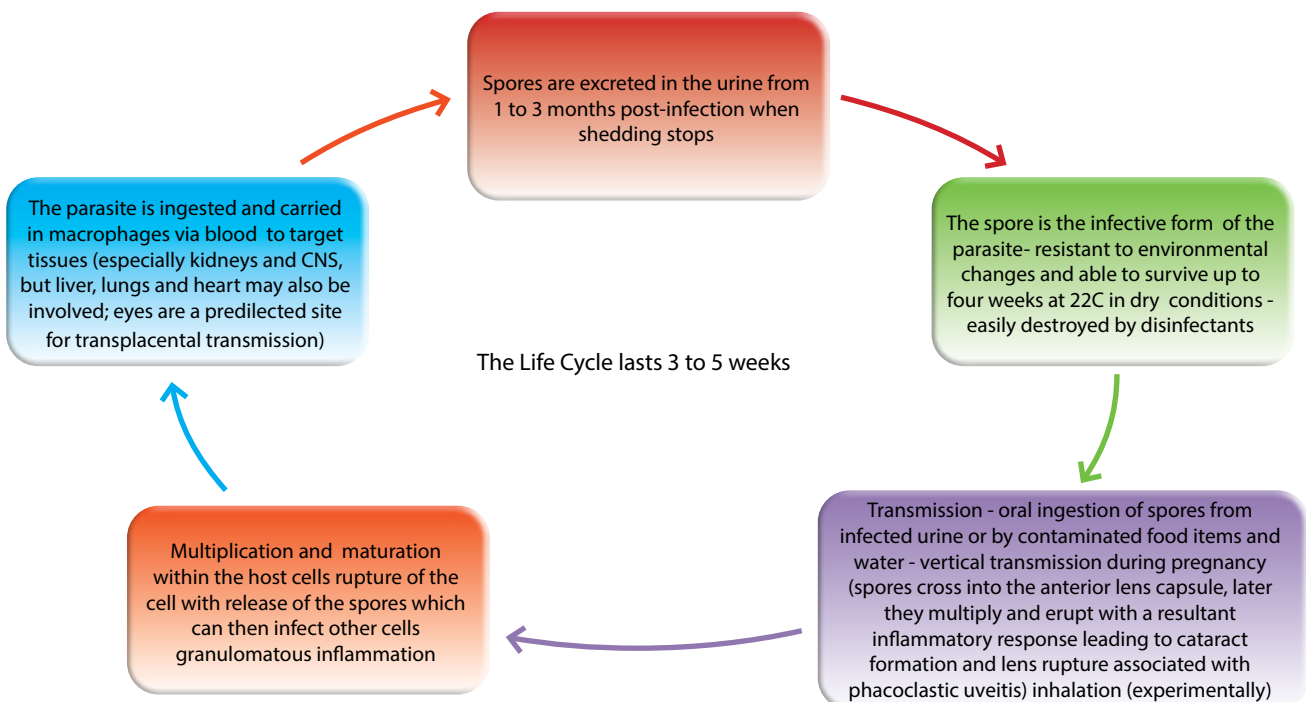 Spores are excreted in the urine from
1 to 3 months post-infection when
shedding stops
The spore is the infective form of the
parasite- resistant to environmental
changes and able to survive up to
four weeks at 22C in dry conditions -
easily destroyed by disinfectants
Transmission - oral ingestion of spores from
infected urine or by contaminated food items and
water - vertical transmission during pregnancy
(spores cross into the anterior lens capsule, later
they multiply and erupt with a resultant
inflammatory response leading to cataract
formation and lens rupture associated with
phacoclastic uveitis) inhalation (experimentally)
Multiplication and maturation
within the host cells rupture of the
cell with release of the spores which
can then infect other cells
granulomatous inflammation
The parasite is ingested and carried
in macrophages via blood to target
tissues (especially kidneys and CNS,
but liver, lungs and heart may also be
involved; eyes are a predilected site
for transplacental transmission)
The Life Cycle lasts 3 to 5 weeks